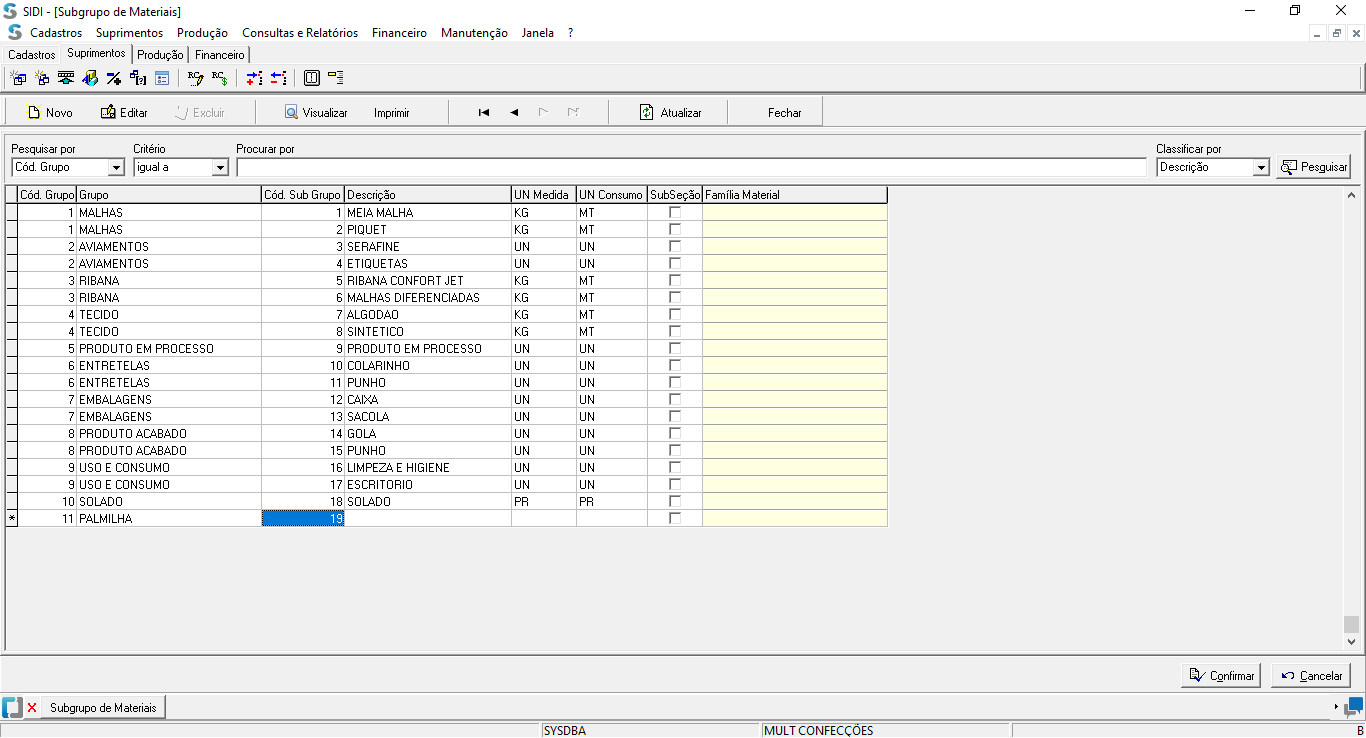 SIDI - [Subgrupo de Materiais]
Cadastros Suprimentos Produção Consultas e Relatórios Financeiro Manutenção Janela ?
Cadastros Suprimentos Produção Financeiro
Novo Editar Excluir Visualizar Imprimir Atualizar Fechar
Pesquisar por Critério Procurar por Classificar por
Cód. Grupo igual a Descrição Pesquisar
Cód. Grupo Grupo Cód. Sub Grupo Descrição UN Medida UN Consumo SubSeção Família Material
1 MALHAS 1 MEIA MALHA KG MT
1 MALHAS 2 PIQUET KG MT
2 AVIAMENTOS 3 SERAFINE UN UN
2 AVIAMENTOS 4 ETIQUETAS UN UN
3 RIBANA 5 RIBANA CONFORT JET KG MT
3 RIBANA 6 MALHAS DIFERENCIADAS KG MT
4 TECIDO 7 ALGODAO KG MT
4 TECIDO 8 SINTETICO KG MT
5 PRODUTO EM PROCESSO 9 PRODUTO EM PROCESSO UN UN
6 ENTRETELAS 10 COLARINHO UN UN
6 ENTRETELAS 11 PUNHO UN UN
7 EMBALAGENS 12 CAIXA UN UN
7 EMBALAGENS 13 SACOLA UN UN
8 PRODUTO ACABADO 14 GOLA UN UN
8 PRODUTO ACABADO 15 PUNHO UN UN
9 USO E CONSUMO 16 LIMPEZA E HIGIENE UN UN
9 USO E CONSUMO 17 ESCRITORIO UN UN
10 SOLADO 18 SOLADO PR PR
* 11 PALMILHA 19
Confirmar Cancelar
Subgrupo de Materiais
SYSDBA MULT CONFECÇÕES B